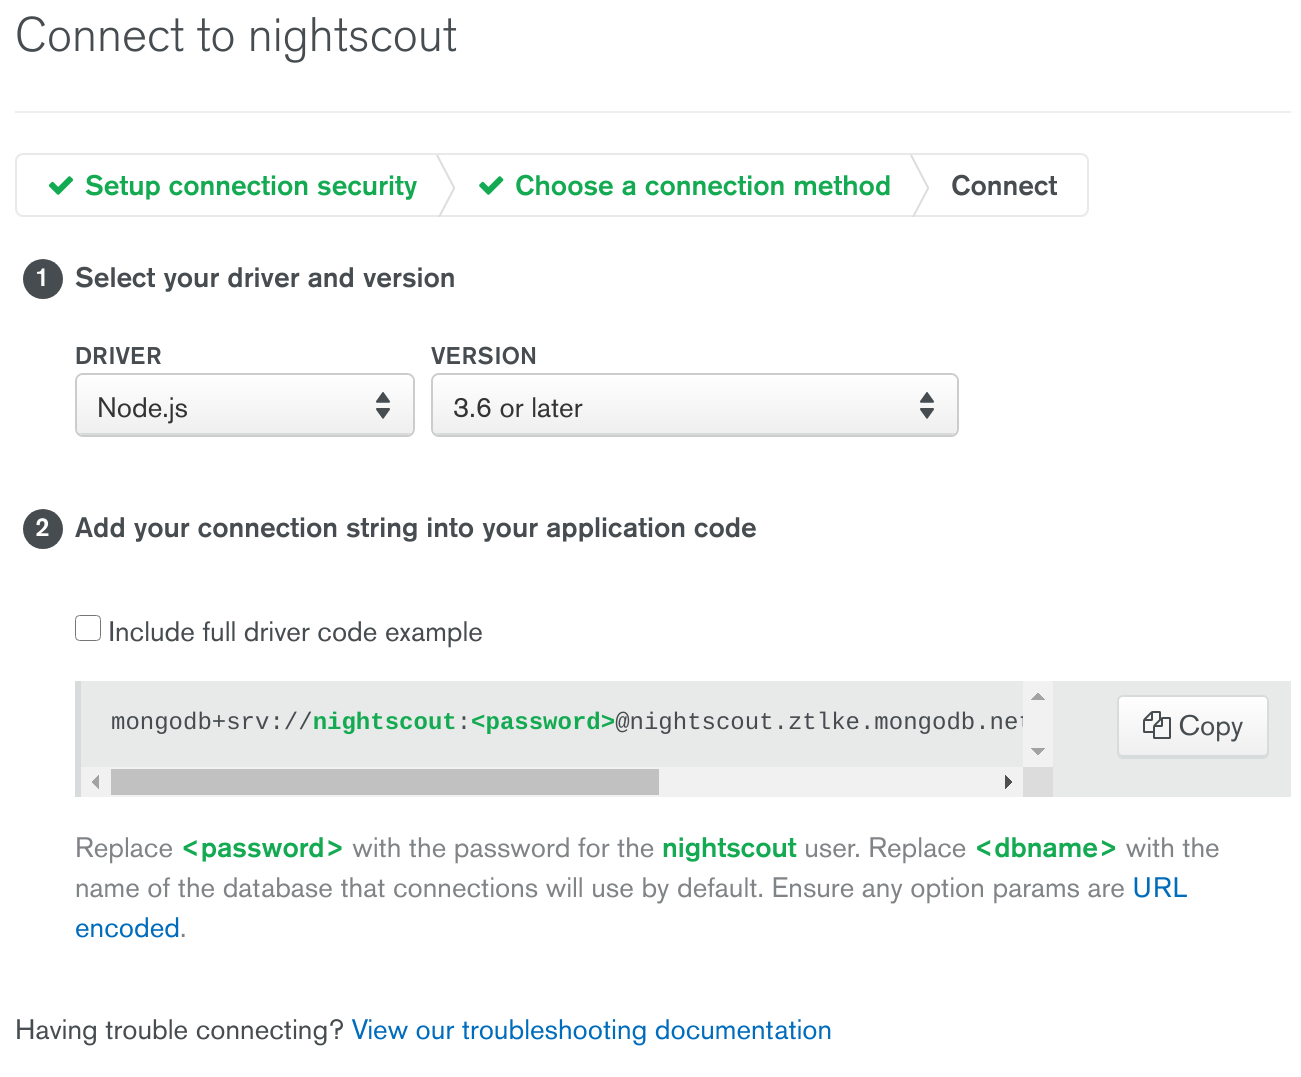 Connect to nightscout
Setup connection security
Choose a connection method
Connect
1 Select your driver and version
DRIVER VERSION
Node.js 3.6 or later
2 Add your connection string into your application code
Include full driver code example
mongodb+srv://nightscout:<password>@nightscout.ztlke.mongodb.net
Copy
Replace <password> with the password for the nightscout user. Replace <dbname> with the
name of the database that connections will use by default. Ensure any option params are URL
encoded.
Having trouble connecting? View our troubleshooting documentation